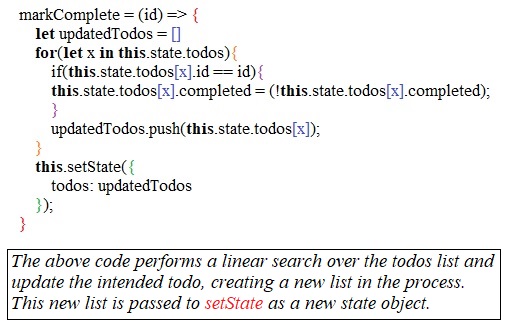 markComplete = (id) => {
let updatedTodos = []
for(let x in this.state.todos){
if(this.state.todos[x].id == id){
this.state.todos[x].completed = (!this.state.todos[x].completed);
}
updatedTodos.push(this.state.todos[x]);
}
this.setState({
todos: updatedTodos
});
}
The above code performs a linear search over the todos list and
update the intended todo, creating a new list in the process.
This new list is passed to setState as a new state object.